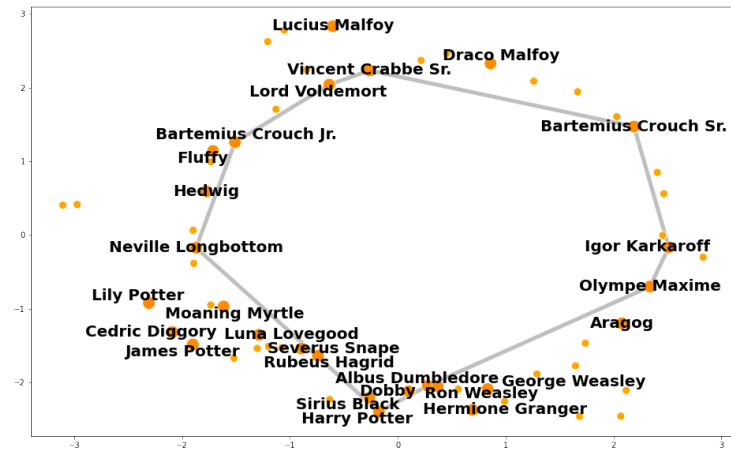 Lucius Malfoy
Draco Malfoy
Vincent Crabbe Sr.
Lord Voldemort
Bartemius Crouch Jr.
Bartemius Crouch Sr.
Fluffy
Hedwig
Neville Longbottom
Igor Karkaroff
Olympe Maxime
Lily Potter
Moaning Myrtle
Aragog
Cedric Diggory
Luna Lovegood
James Potter
Severus Snape
Rubeus Hagrid
Albus Dumbledore
George Weasley
Dobby
Ron Weasley
Sirius Black
Hermione Granger
Harry Potter
3
2
1
0
−1
−2
−3
−2
−1
0
1
2
3